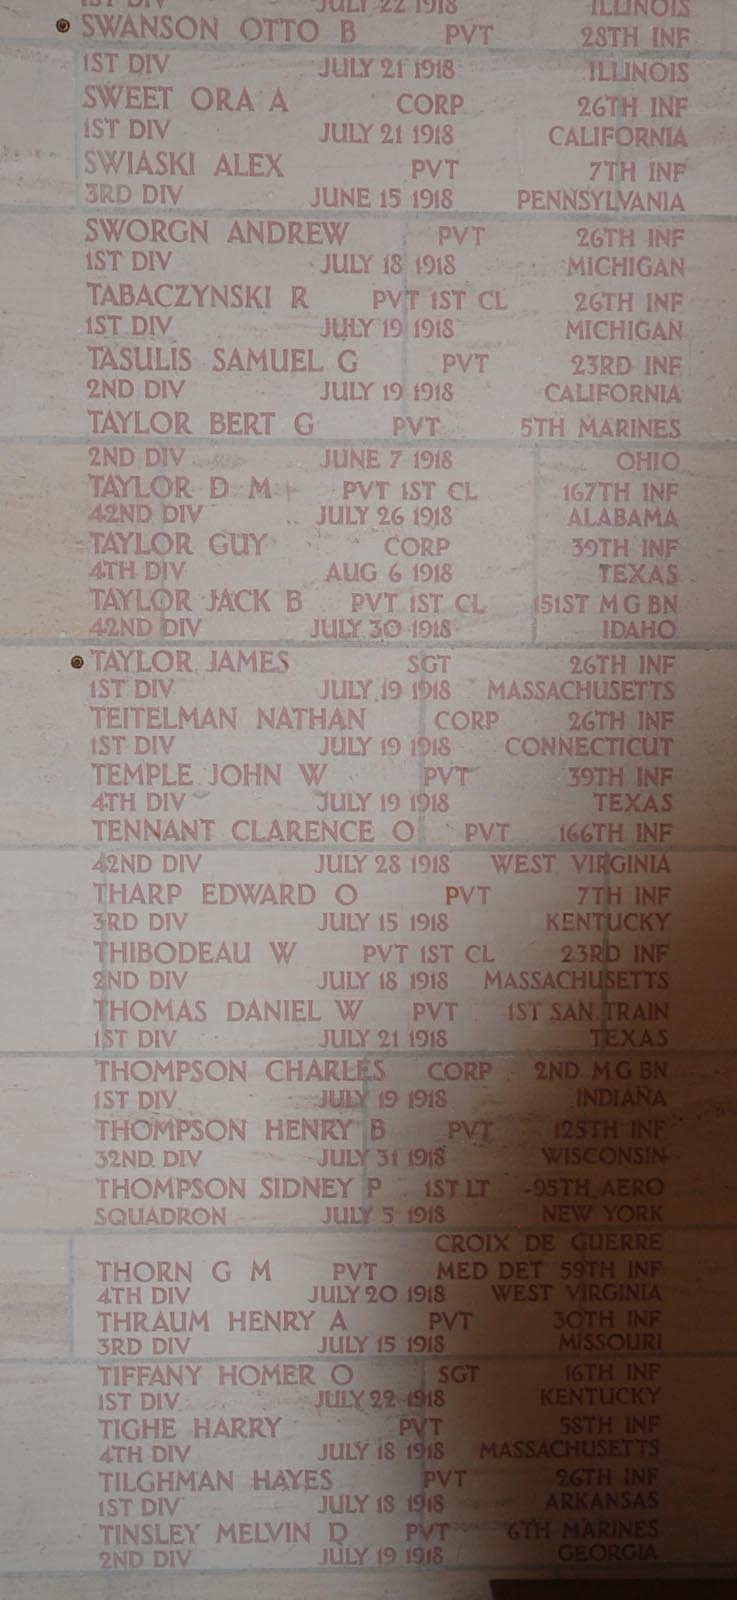 1ST DIV JULY 22 1918 ILLINOIS
SWANSON OTTO B PVT 28TH INF
1ST DIV JULY 21 1918 ILLINOIS
SWEET ORA A CORP 26TH INF
1ST DIV JULY 21 1918 CALIFORNIA
SWIASKI ALEX PVT 7TH INF
3RD DIV JUNE 15 1918 PENNSYLVANIA
SWORGN ANDREW PVT 26TH INF
1ST DIV JULY 18 1918 MICHIGAN
TABACZYNSKI R PVT 1ST CL 26TH INF
1ST DIV JULY 19 1918 MICHIGAN
TASULIS SAMUEL G PVT 23RD INF
2ND DIV JULY 19 1918 CALIFORNIA
TAYLOR BERT G PVT 5TH MARINES
2ND DIV JUNE 7 1918 OHIO
TAYLOR D M PVT 1ST CL 167TH INF
42ND DIV JULY 26 1918 ALABAMA
TAYLOR GUY CORP 39TH INF
4TH DIV AUG 6 1918 TEXAS
TAYLOR JACK B PVT 1ST CL 151ST M G BN
42ND DIV JULY 30 1918 IDAHO
TAYLOR JAMES SGT 26TH INF
1ST DIV JULY 19 1918 MASSACHUSETTS
TEITELMAN NATHAN CORP 26TH INF
1ST DIV JULY 19 1918 CONNECTICUT
TEMPLE JOHN W PVT 39TH INF
4TH DIV JULY 19 1918 TEXAS
TENNANT CLARENCE O PVT 166TH INF
42ND DIV JULY 28 1918 WEST VIRGINIA
THARP EDWARD O PVT 7TH INF
3RD DIV JULY 15 1918 KENTUCKY
THIBODEAU W PVT 1ST CL 23RD INF
2ND DIV JULY 18 1918 MASSACHUSETTS
THOMAS DANIEL W PVT 1ST SAN TRAIN
1ST DIV JULY 21 1918 TEXAS
THOMPSON CHARLES CORP 2ND M G BN
1ST DIV JULY 19 1918 INDIANA
THOMPSON HENRY B PVT 125TH INF
32ND DIV JULY 31 1918 WISCONSIN
THOMPSON SIDNEY P 1ST LT 95TH AERO
SQUADRON JULY 5 1918 NEW YORK
CROIX DE GUERRE
THORN G M PVT MED DET 59TH INF
4TH DIV JULY 20 1918 WEST VIRGINIA
THRAUM HENRY A PVT 30TH INF
3RD DIV JULY 15 1918 MISSOURI
TIFFANY HOMER O SGT 16TH INF
1ST DIV JULY 22 1918 KENTUCKY
TIGHE HARRY PVT 58TH INF
4TH DIV JULY 18 1918 MASSACHUSETTS
TILGHMAN HAYES PVT 26TH INF
1ST DIV JULY 18 1918 ARKANSAS
TINSLEY MELVIN D PVT 6TH MARINES
2ND DIV JULY 19 1918 GEORGIA